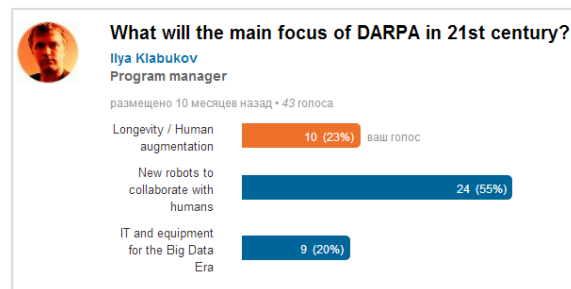 What will the main focus of DARPA in 21st century?
Ilya Klabukov
Program manager
размещено 10 месяцев назад • 43 голоса
Longevity / Human
augmentation
10 (23%) ваш голос
New robots to
collaborate with
humans
24 (55%)
IT and equipment
for the Big Data
Era
9 (20%)